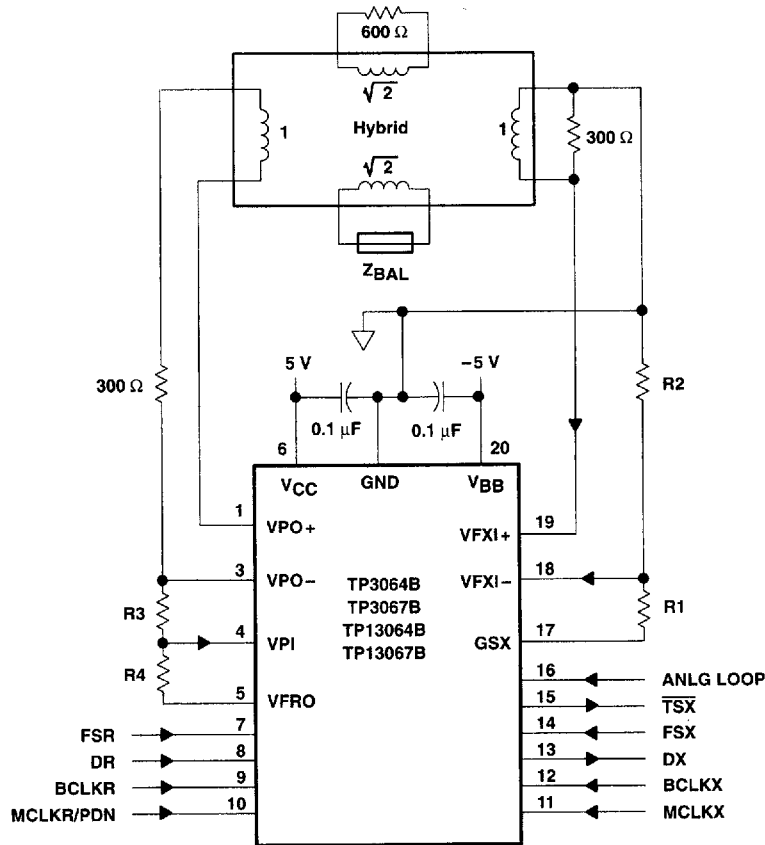 600 Ω
√2
1
Hybrid
1
300 Ω
√2
ZBAL
5 V
−5 V
300 Ω
R2
0.1 µF
0.1 µF
6
20
VCC
GND
VBB
1
VPO+
VFXI+
19
3
VPO−
VFXI−
18
R3
TP3064B
TP3067B
TP13064B
TP13067B
R1
4
VPI
GSX
17
R4
5
VFRO
16
ANLG LOOP
15
TSX
FSR
7
14
FSX
DR
8
13
DX
BCLKR
9
12
BCLKX
MCLKR/PDN
10
11
MCLKX